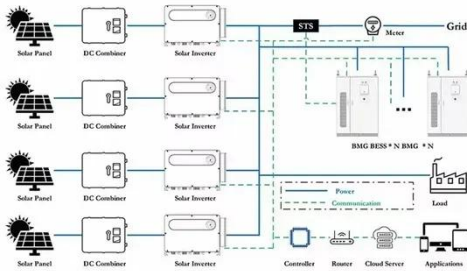 STS
Meter
Grid
Solar Panel
DC Combiner
Solar Inverter
Solar Panel
DC Combiner
Solar Inverter
BMG BESS * N BMG * N
Solar Panel
DC Combiner
Solar Inverter
Power
Communication
Load
Solar Panel
DC Combiner
Solar Inverter
Controller
Router
Cloud Server
Applications